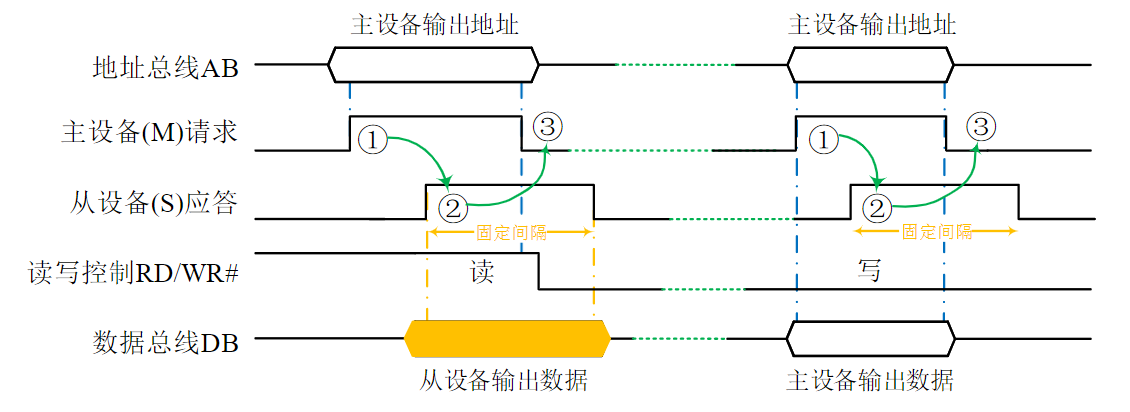 主设备输出地址 主设备输出地址
地址总线AB
主设备(M)请求 ① ③ ① ③
从设备(S)应答 ② ②
固定间隔 固定间隔
读写控制RD/WR# 读 写
数据总线DB
从设备输出数据 主设备输出数据